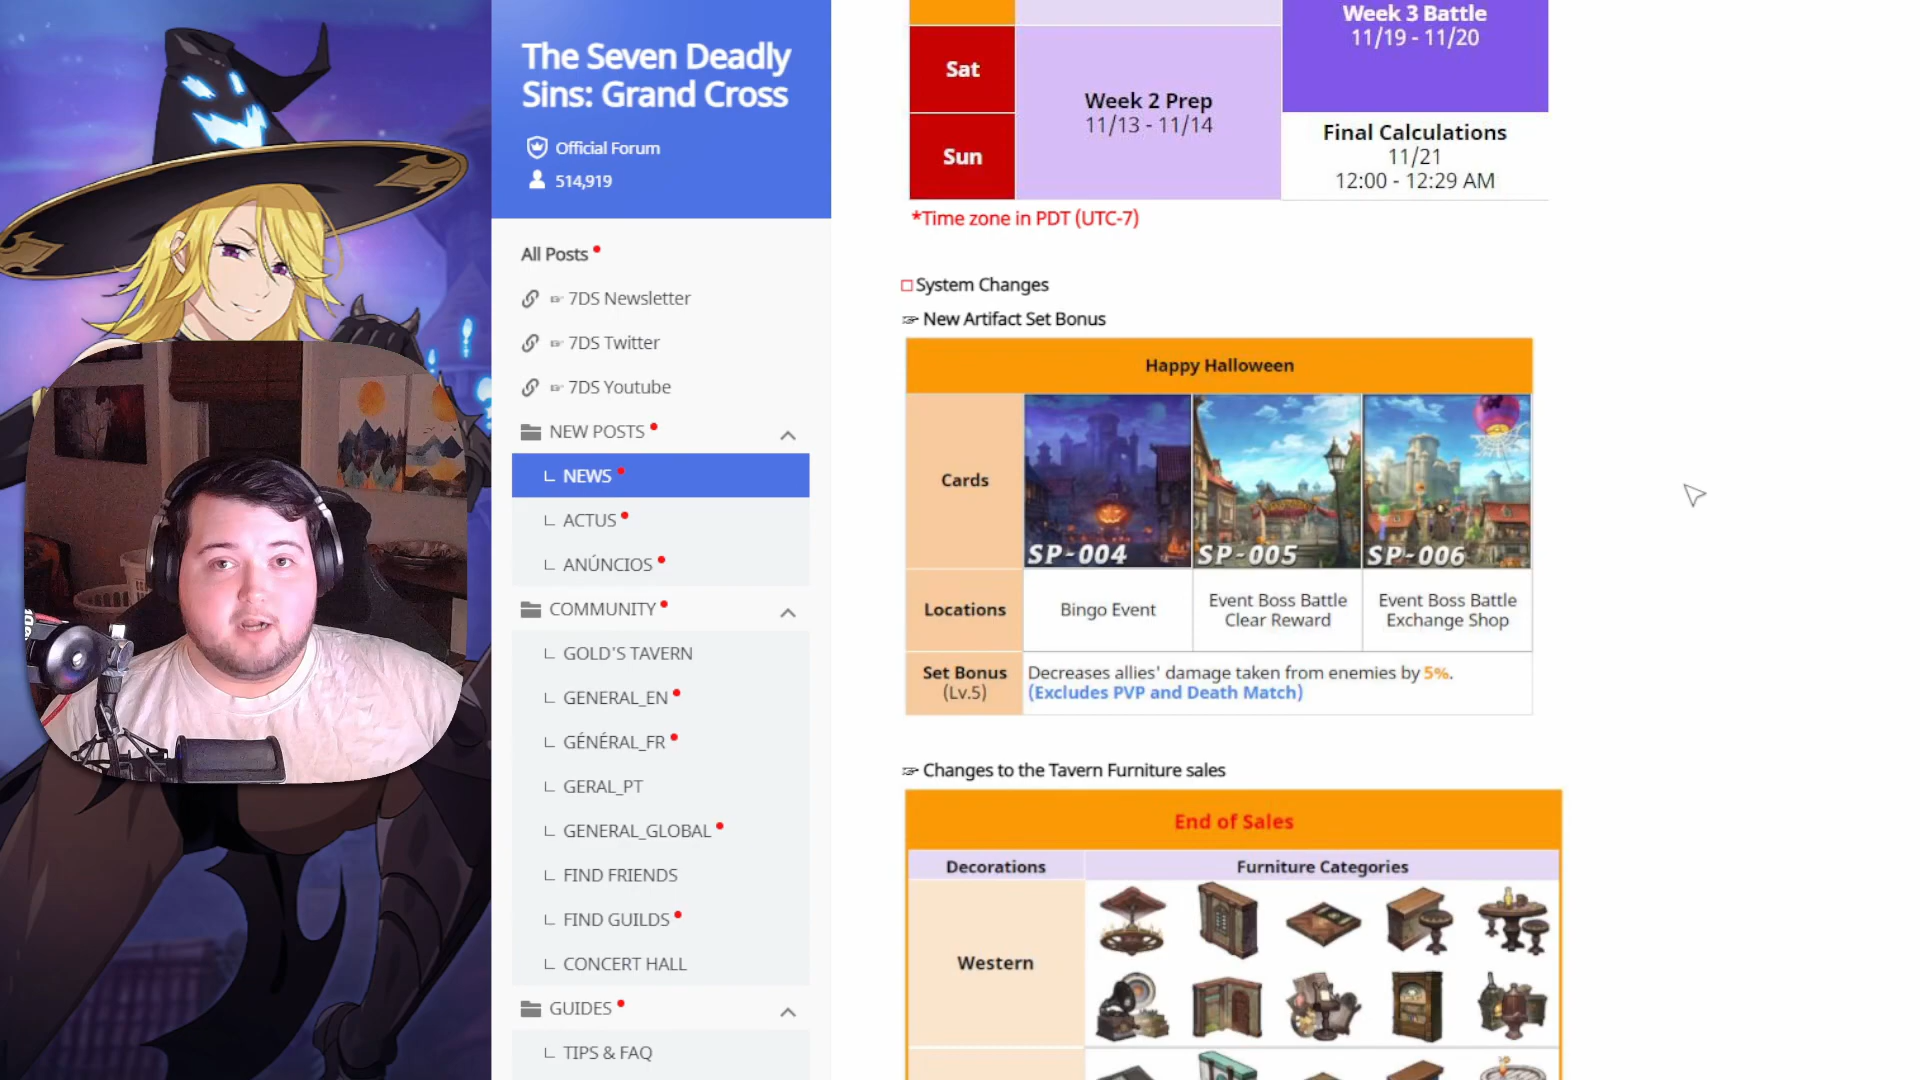 The Seven Deadly
Sins: Grand Cross
Official Forum
514,919
All Posts
☞ 7DS Newsletter
☞ 7DS Twitter
☞ 7DS Youtube
NEW POSTS
NEWS
ACTUS
ANÚNCIOS
COMMUNITY
GOLD'S TAVERN
GENERAL_EN
GÉNÉRAL_FR
GERAL_PT
GENERAL_GLOBAL
FIND FRIENDS
FIND GUILDS
CONCERT HALL
GUIDES
TIPS & FAQ
Week 3 Battle
11/19 - 11/20
Sat
Week 2 Prep
11/13 - 11/14
Final Calculations
11/21
12:00 - 12:29 AM
Sun
*Time zone in PDT (UTC-7)
□ System Changes
☞ New Artifact Set Bonus
Happy Halloween
Cards
SP-004
SP-005
SP-006
Locations
Bingo Event
Event Boss Battle
Clear Reward
Event Boss Battle
Exchange Shop
Set Bonus
(Lv.5)
Decreases allies' damage taken from enemies by 5%.
(Excludes PVP and Death Match)
☞ Changes to the Tavern Furniture sales
End of Sales
Decorations
Furniture Categories
Western